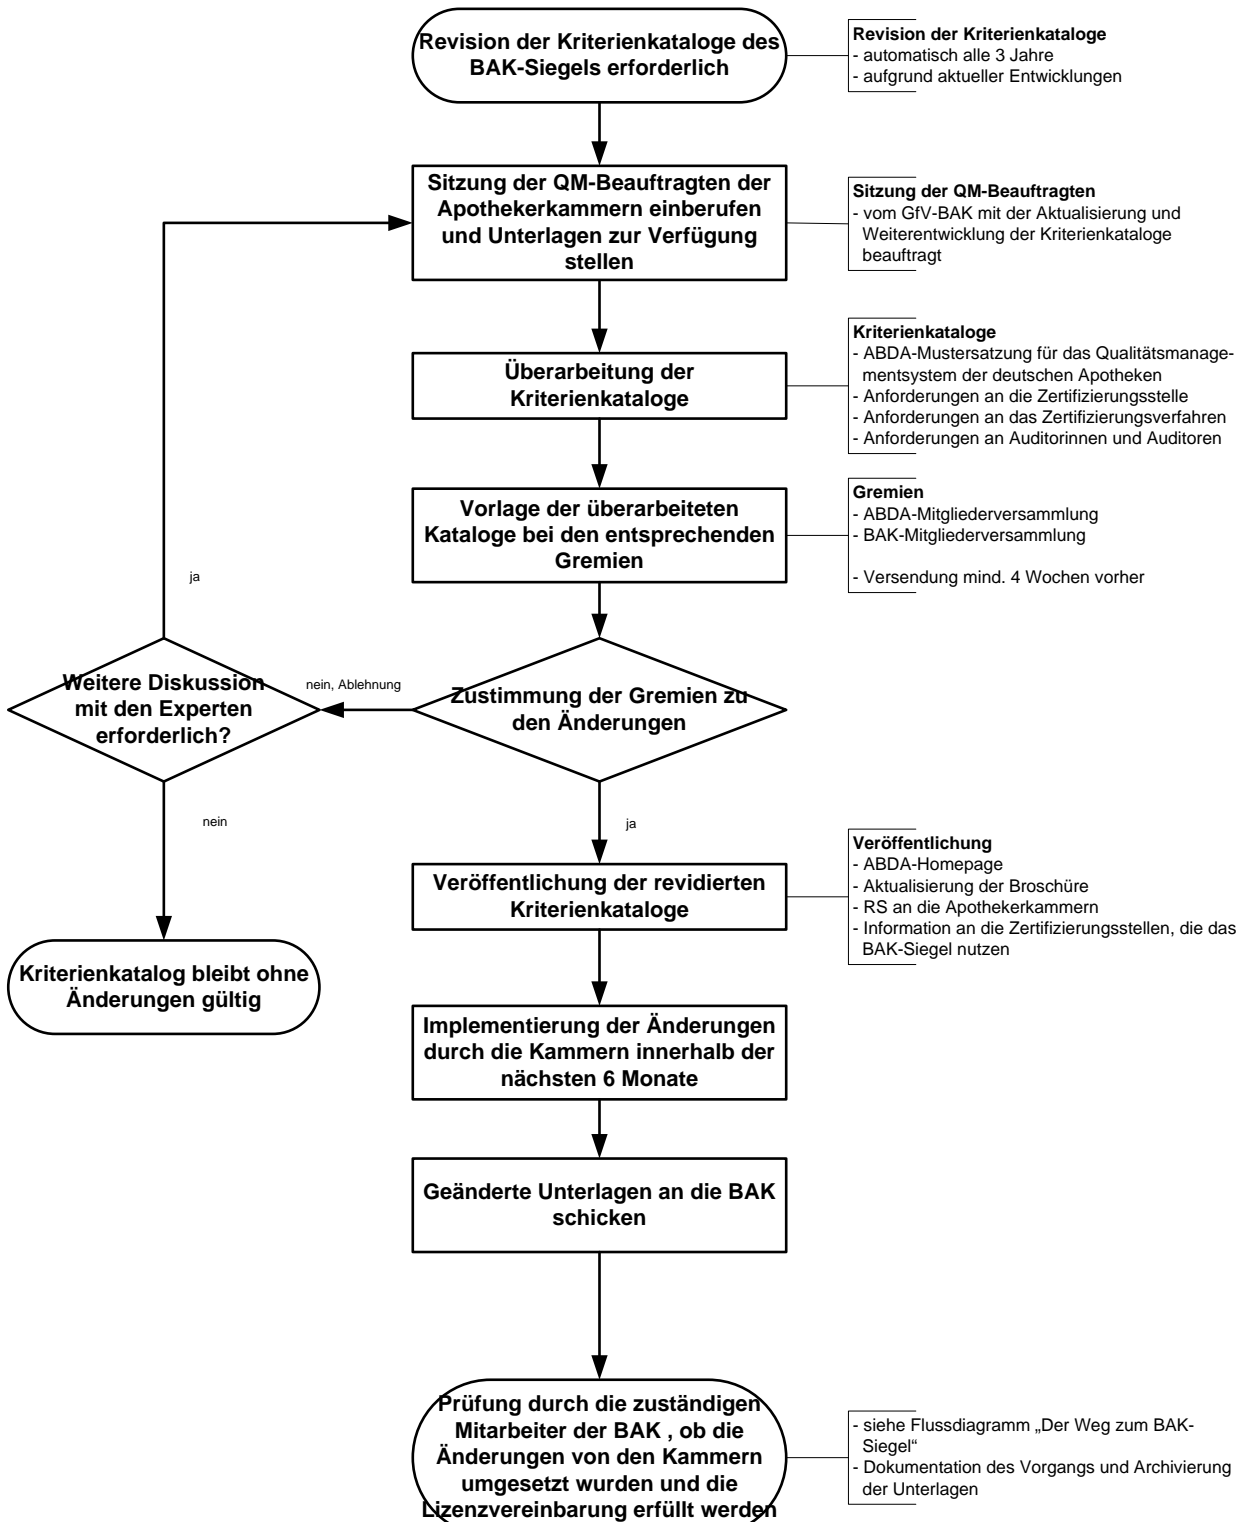 Revision der Kriterienkataloge des
BAK-Siegels erforderlich
Revision der Kriterienkataloge
- automatisch alle 3 Jahre
- aufgrund aktueller Entwicklungen
Sitzung der QM-Beauftragten der
Apothekerkammern einberufen
und Unterlagen zur Verfügung
stellen
Sitzung der QM-Beauftragten
- vom GfV-BAK mit der Aktualisierung und
Weiterentwicklung der Kriterienkataloge
beauftragt
Überarbeitung der
Kriterienkataloge
Kriterienkataloge
- ABDA-Mustersatzung für das Qualitätsmanage-
mentsystem der deutschen Apotheken
- Anforderungen an die Zertifizierungsstelle
- Anforderungen an das Zertifizierungsverfahren
- Anforderungen an Auditorinnen und Auditoren
Vorlage der überarbeiteten
Kataloge bei den entsprechenden
Gremien
Gremien
- ABDA-Mitgliederversammlung
- BAK-Mitgliederversammlung
- Versendung mind. 4 Wochen vorher
ja
Weitere Diskussion
mit den Experten
erforderlich?
nein, Ablehnung
Zustimmung der Gremien zu
den Änderungen
nein
ja
Kriterienkatalog bleibt ohne
Änderungen gültig
Veröffentlichung der revidierten
Kriterienkataloge
Veröffentlichung
- ABDA-Homepage
- Aktualisierung der Broschüre
- RS an die Apothekerkammern
- Information an die Zertifizierungsstellen, die das
BAK-Siegel nutzen
Implementierung der Änderungen
durch die Kammern innerhalb der
nächsten 6 Monate
Geänderte Unterlagen an die BAK
schicken
Prüfung durch die zuständigen
Mitarbeiter der BAK , ob die
Änderungen von den Kammern
umgesetzt wurden und die
Lizenzvereinbarung erfüllt werden
- siehe Flussdiagramm „Der Weg zum BAK-
Siegel“
- Dokumentation des Vorgangs und Archivierung
der Unterlagen